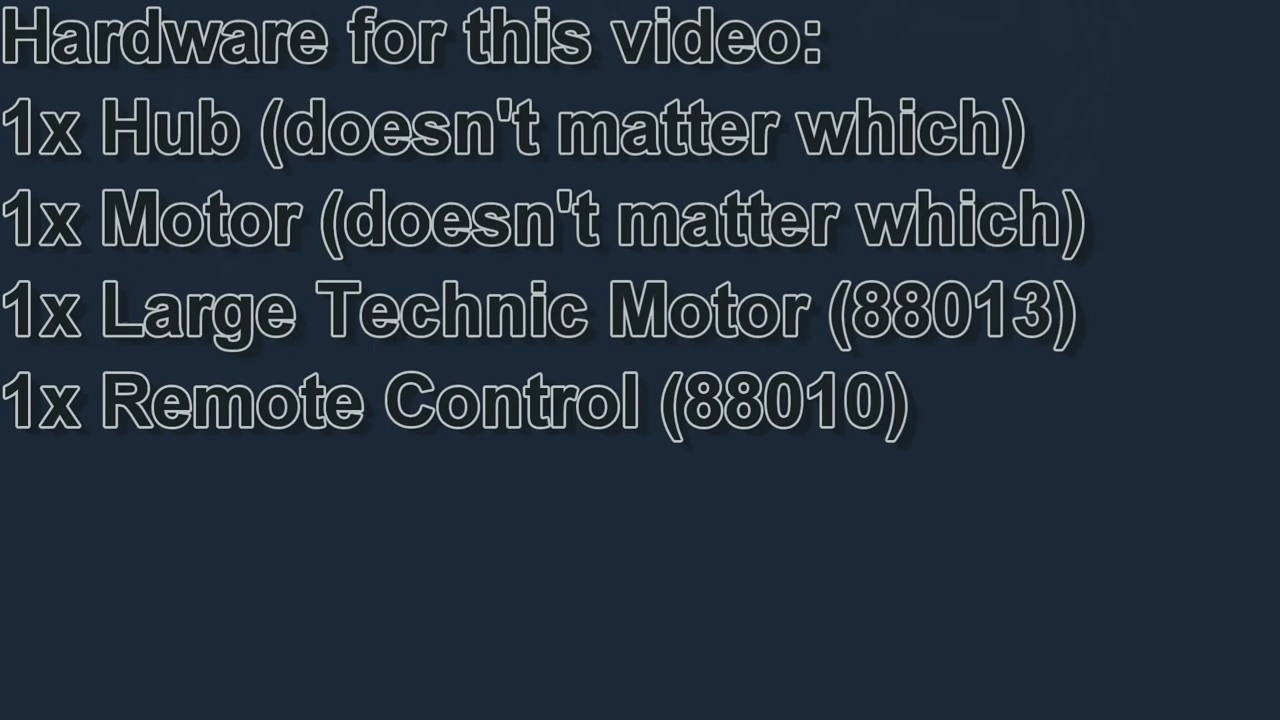 Hardware for this video:
1x Hub (doesn't matter which)
1x Motor (doesn't matter which)
1x Large Technic Motor (88013)
1x Remote Control (88010)